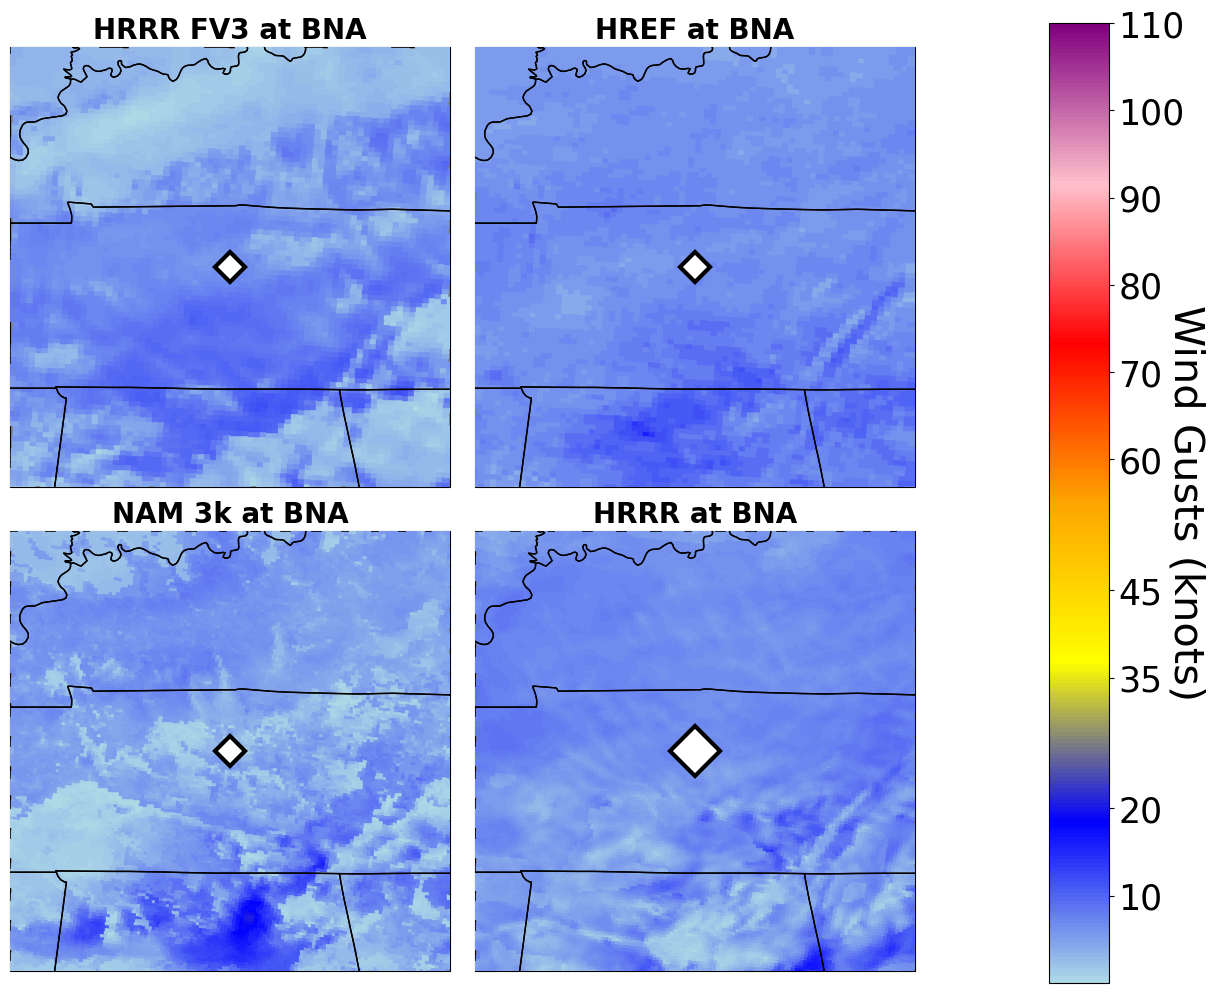 HRRR FV3 at BNA
HREF at BNA
NAM 3k at BNA
HRRR at BNA
110
100
90
80
70
60
45
35
20
10
Wind Gusts (knots)